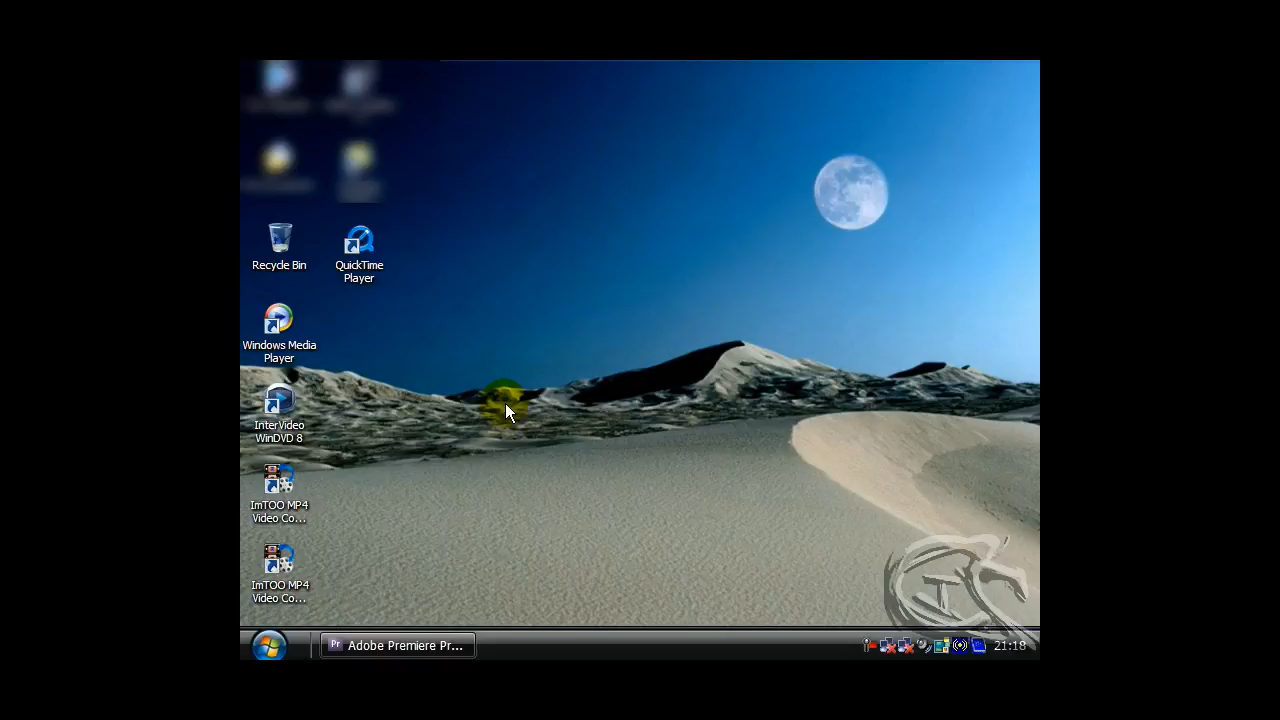 Recycle Bin
QuickTime
Player
Windows Media
Player
InterVideo
WinDVD 8
ImTOO MP4
Video Co...
ImTOO MP4
Video Co...
Pr Adobe Premiere Pr...
21:18